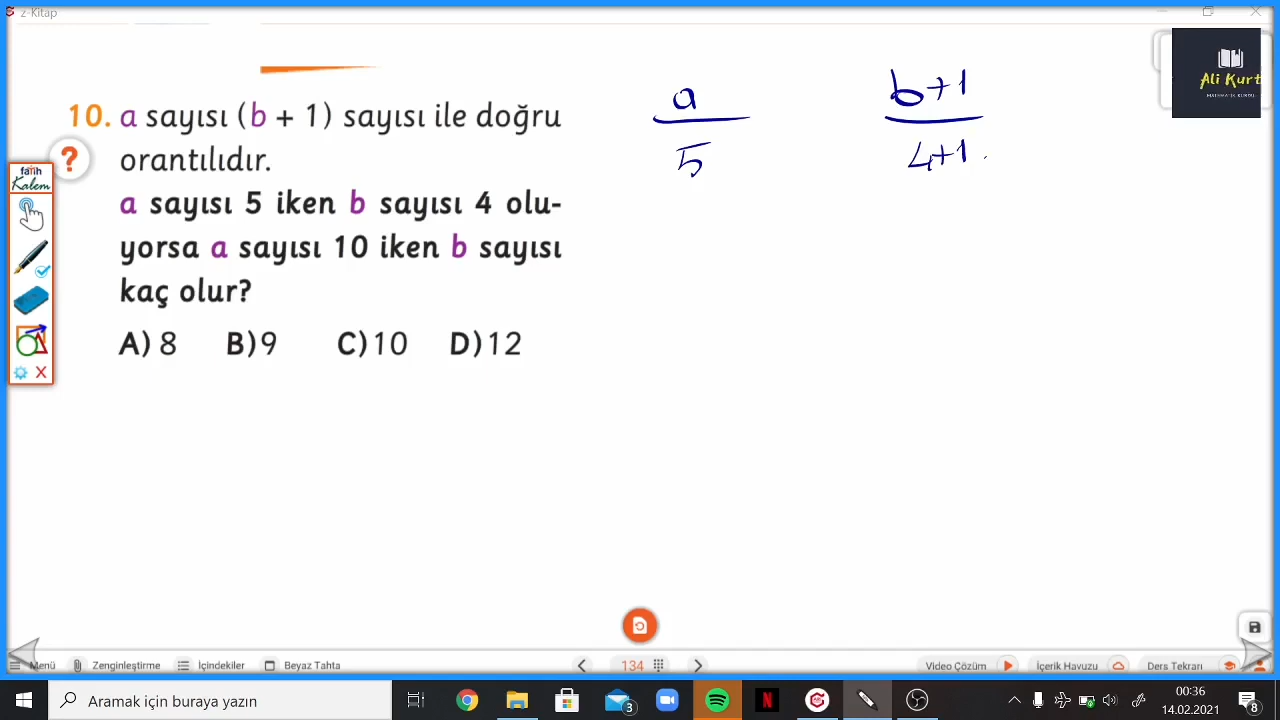 z-Kitap
Ali Kurt
10. a sayısı (b + 1) sayısı ile doğru
orantılıdır.
a sayısı 5 iken b sayısı 4 olu-
yorsa a sayısı 10 iken b sayısı
kaç olur?
A) 8 B) 9 C) 10 D) 12
a b+1
5 4+1
?
fatih
Kalem
Menü Zenginleştirme İçindekiler Beyaz Tahta 134 Video Çözüm İçerik Havuzu Ders Tekrarı
Aramak için buraya yazın 3 00:36
14.02.2021 8